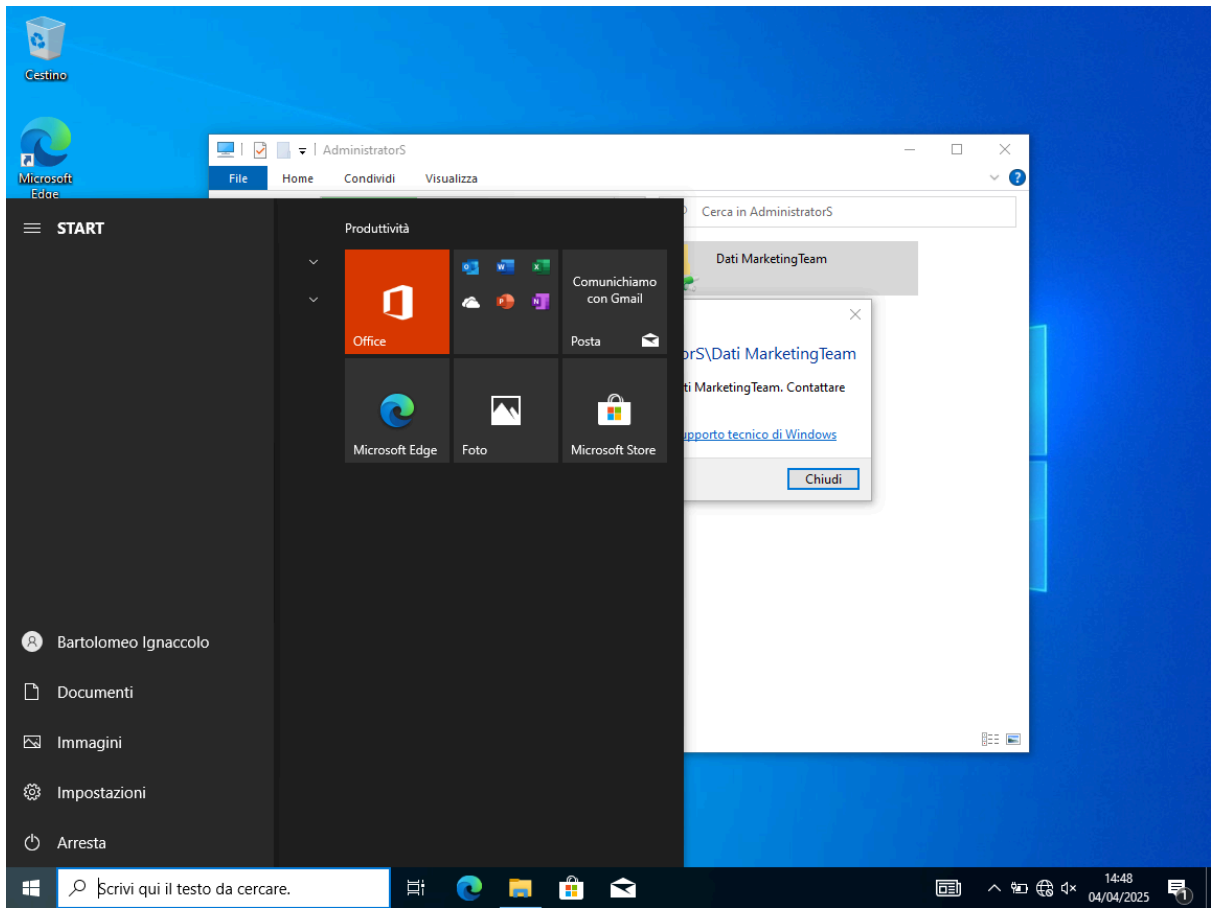 Cestino
Microsoft
Edge
AdministratorS
File Home Condividi Visualizza
Cerca in AdministratorS
Dati MarketingTeam
orS\Dati MarketingTeam
ti MarketingTeam. Contattare
upporto tecnico di Windows
Chiudi
START
Produttività
Office
Comunichiamo
con Gmail
Posta
Microsoft Edge
Foto
Microsoft Store
Bartolomeo Ignaccolo
Documenti
Immagini
Impostazioni
Arresta
Scrivi qui il testo da cercare.
14:48
04/04/2025
1